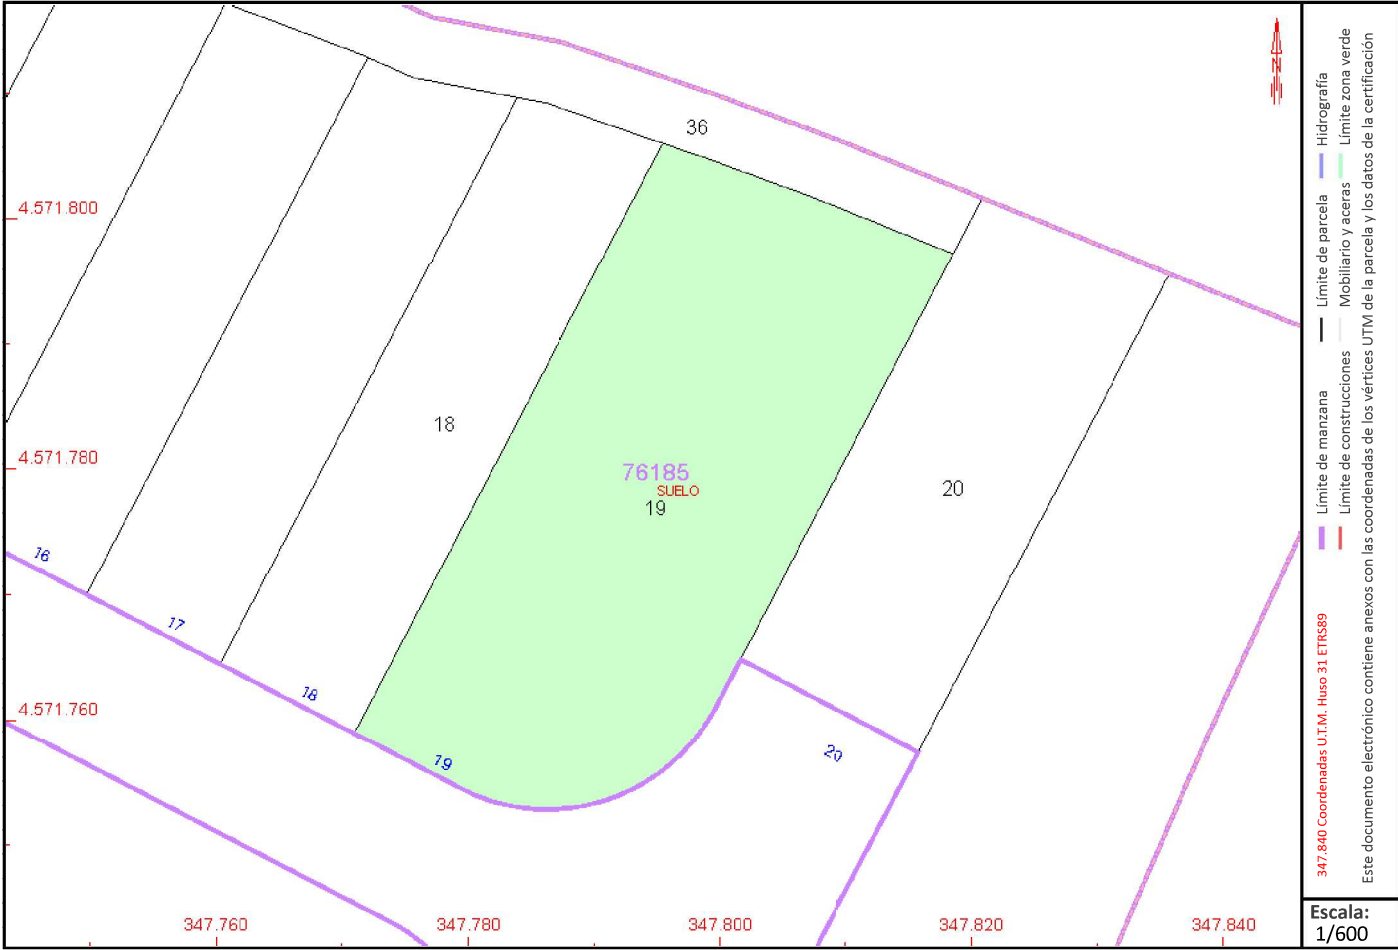 36
N
4.571.800
18
4.571.780
76185
SUELO
19
20
16
17
18
4.571.760
19
20
347.760
347.780
347.800
347.820
347.840
347.840 Coordenadas U.T.M. Huso 31 ETRS89
Límite de manzana
Límite de parcela
Hidrografía
Límite de construcciones
Mobiliario y aceras
Límite zona verde
Este documento electrónico contiene anexos con las coordenadas de los vértices UTM de la parcela y los datos de la certificación
Escala:
1/600